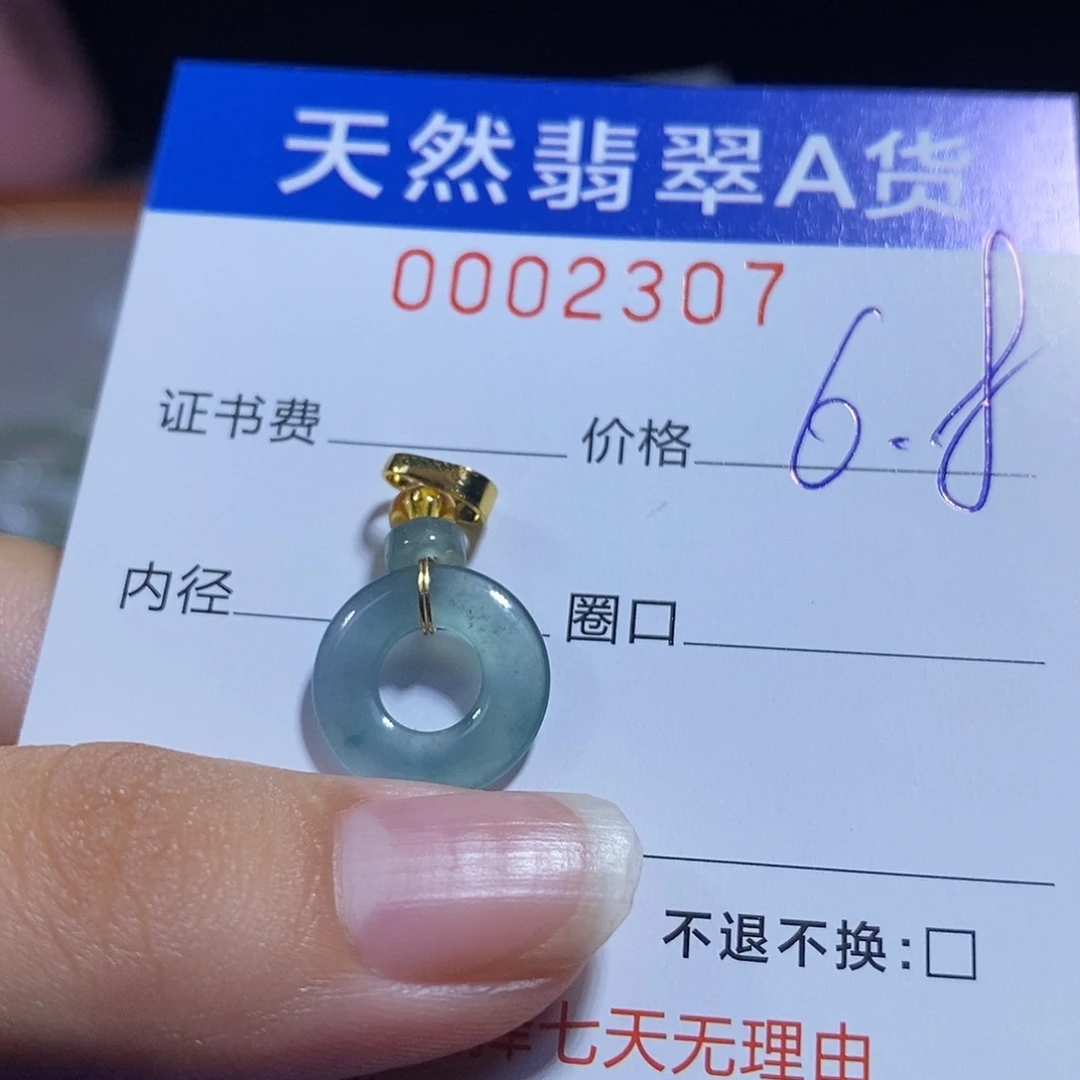 天然翡翠A货
0002307
证书费 价格 6.8
内径 圈口
不退不换:□
七天无理由